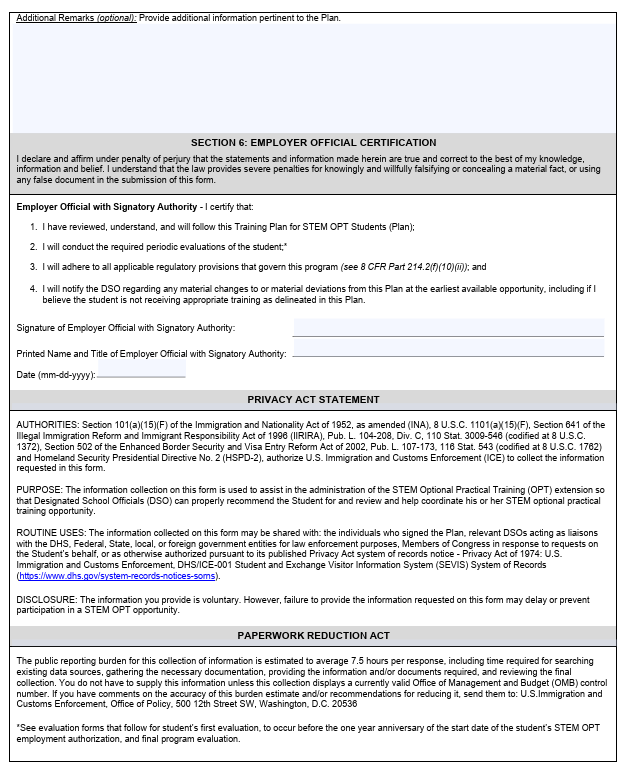 Additional Remarks (optional): Provide additional information pertinent to the Plan.
SECTION 6: EMPLOYER OFFICIAL CERTIFICATION
I declare and affirm under penalty of perjury that the statements and information made herein are true and correct to the best of my knowledge,
information and belief. I understand that the law provides severe penalties for knowingly and willfully falsifying or concealing a material fact, or using
any false document in the submission of this form.
Employer Official with Signatory Authority - I certify that:
1. I have reviewed, understand, and will follow this Training Plan for STEM OPT Students (Plan);
2. I will conduct the required periodic evaluations of the student;*
3. I will adhere to all applicable regulatory provisions that govern this program (see 8 CFR Part 214.2(f)(10)(ii)); and
4. I will notify the DSO regarding any material changes to or material deviations from this Plan at the earliest available opportunity, including if I
believe the student is not receiving appropriate training as delineated in this Plan.
Signature of Employer Official with Signatory Authority:
Printed Name and Title of Employer Official with Signatory Authority:
Date (mm-dd-yyyy):
PRIVACY ACT STATEMENT
AUTHORITIES: Section 101(a)(15)(F) of the Immigration and Nationality Act of 1952, as amended (INA), 8 U.S.C. 1101(a)(15)(F), Section 641 of the
Illegal Immigration Reform and Immigrant Responsibility Act of 1996 (IIRIRA), Pub. L. 104-208, Div. C, 110 Stat. 3009-546 (codified at 8 U.S.C.
1372), Section 502 of the Enhanced Border Security and Visa Entry Reform Act of 2002, Pub. L. 107-173, 116 Stat. 543 (codified at 8 U.S.C. 1762)
and Homeland Security Presidential Directive No. 2 (HSPD-2), authorize U.S. Immigration and Customs Enforcement (ICE) to collect the information
requested in this form.
PURPOSE: The information collection on this form is used to assist in the administration of the STEM Optional Practical Training (OPT) extension so
that Designated School Officials (DSO) can properly recommend the Student for and review and help coordinate his or her STEM optional practical
training opportunity.
ROUTINE USES: The information collected on this form may be shared with: the individuals who signed the Plan, relevant DSOs acting as liaisons
with the DHS, Federal, State, local, or foreign government entities for law enforcement purposes, Members of Congress in response to requests on
the Student's behalf, or as otherwise authorized pursuant to its published Privacy Act system of records notice - Privacy Act of 1974: U.S.
Immigration and Customs Enforcement, DHS/ICE-001 Student and Exchange Visitor Information System (SEVIS) System of Records
(https://www.dhs.gov/system-records-notices-sorns).
DISCLOSURE: The information you provide is voluntary. However, failure to provide the information requested on this form may delay or prevent
participation in a STEM OPT opportunity.
PAPERWORK REDUCTION ACT
The public reporting burden for this collection of information is estimated to average 7.5 hours per response, including time required for searching
existing data sources, gathering the necessary documentation, providing the information and/or documents required, and reviewing the final
collection. You do not have to supply this information unless this collection displays a currently valid Office of Management and Budget (OMB) control
number. If you have comments on the accuracy of this burden estimate and/or recommendations for reducing it, send them to: U.S.Immigration and
Customs Enforcement, Office of Policy, 500 12th Street SW, Washington, D.C. 20536
*See evaluation forms that follow for student's first evaluation, to occur before the one year anniversary of the start date of the student's STEM OPT
employment authorization, and final program evaluation.